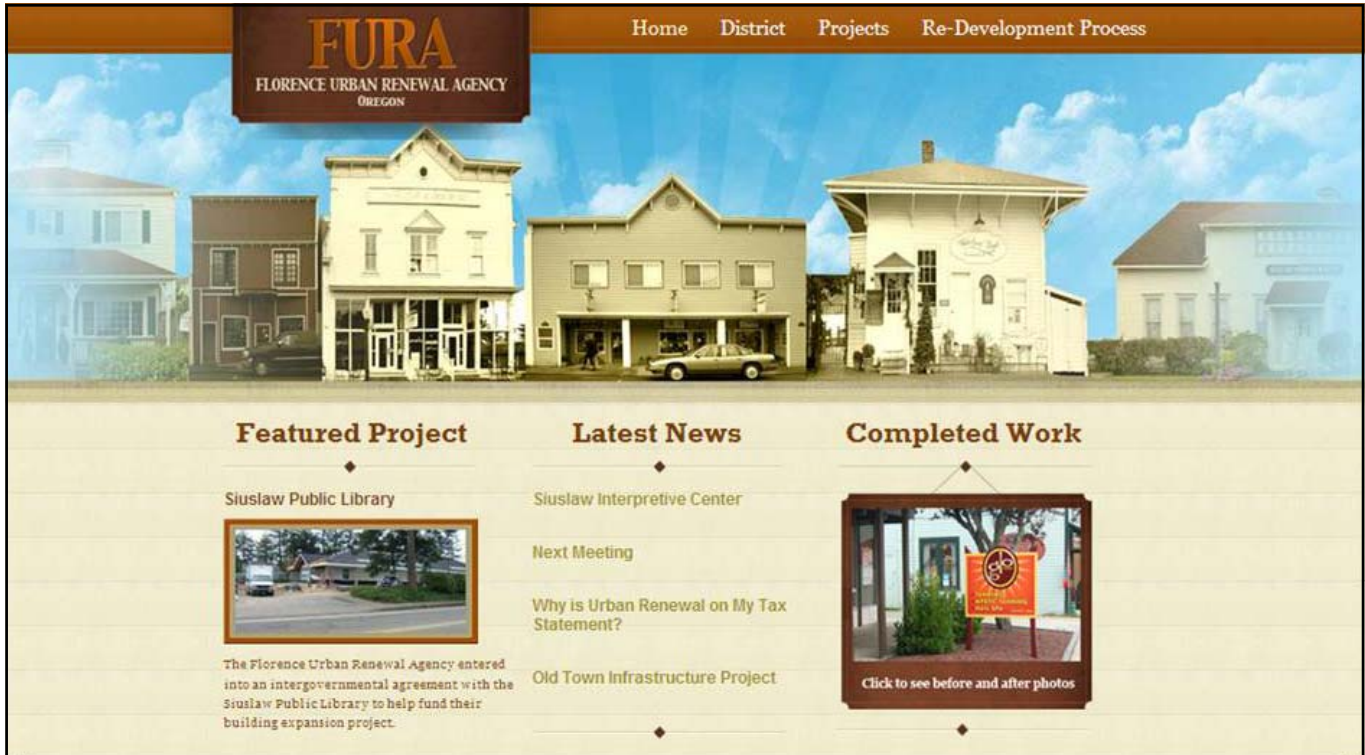 FURA
FLORENCE URBAN RENEWAL AGENCY
OREGON
Home District Projects Re-Development Process
Featured Project
Siuslaw Public Library
The Florence Urban Renewal Agency entered
into an intergovernmental agreement with the
Siuslaw Public Library to help fund their
building expansion project.
Latest News
Siuslaw Interpretive Center
Next Meeting
Why is Urban Renewal on My Tax
Statement?
Old Town Infrastructure Project
Completed Work
Click to see before and after photos